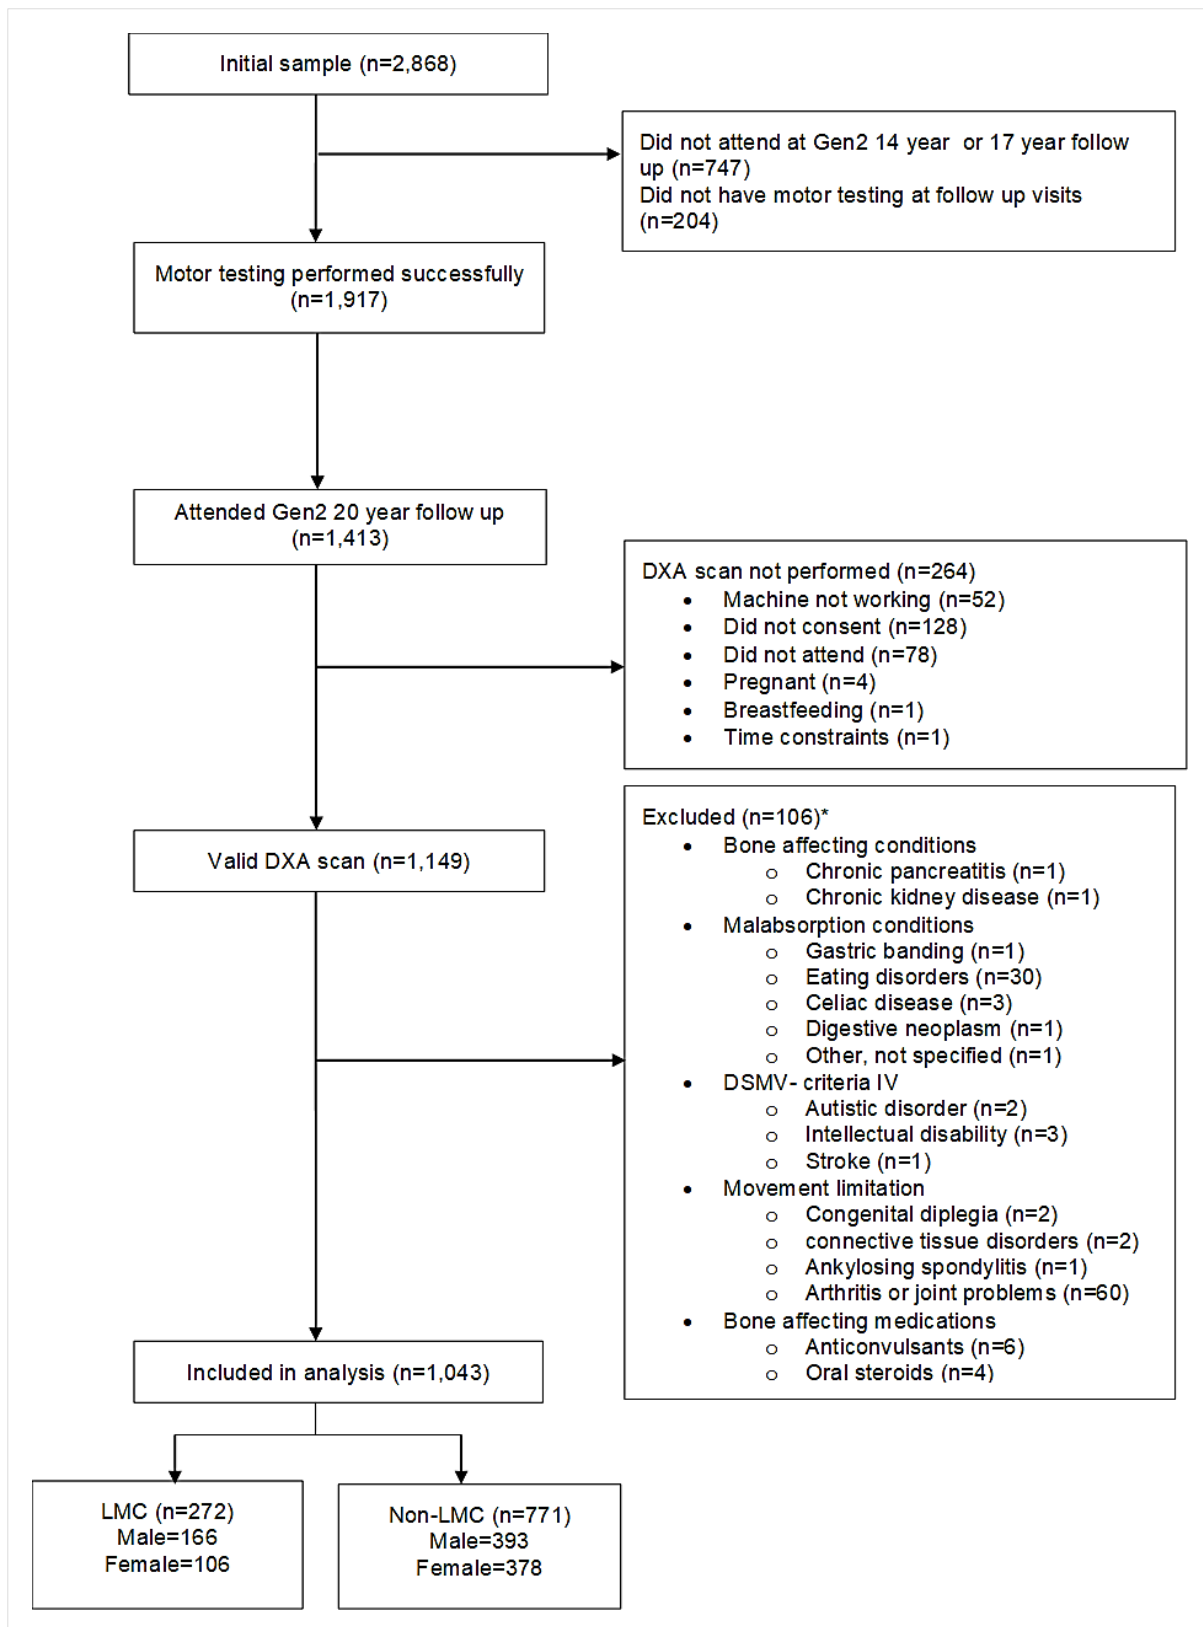 Initial sample (n=2,868)
Did not attend at Gen2 14 year  or 17 year follow
up (n=747)
Did not have motor testing at follow up visits
(n=204)
Motor testing performed successfully
(n=1,917)
Attended Gen2 20 year follow up
(n=1,413)
DXA scan not performed (n=264)
• Machine not working (n=52)
• Did not consent (n=128)
• Did not attend (n=78)
• Pregnant (n=4)
• Breastfeeding (n=1)
• Time constraints (n=1)
Valid DXA scan (n=1,149)
Excluded (n=106)*
• Bone affecting conditions
o Chronic pancreatitis (n=1)
o Chronic kidney disease (n=1)
• Malabsorption conditions
o Gastric banding (n=1)
o Eating disorders (n=30)
o Celiac disease (n=3)
o Digestive neoplasm (n=1)
o Other, not specified (n=1)
• DSMV- criteria IV
o Autistic disorder (n=2)
o Intellectual disability (n=3)
o Stroke (n=1)
• Movement limitation
o Congenital diplegia (n=2)
o connective tissue disorders (n=2)
o Ankylosing spondylitis (n=1)
o Arthritis or joint problems (n=60)
• Bone affecting medications
o Anticonvulsants (n=6)
o Oral steroids (n=4)
Included in analysis (n=1,043)
LMC (n=272)
Male=166
Female=106
Non-LMC (n=771)
Male=393
Female=378